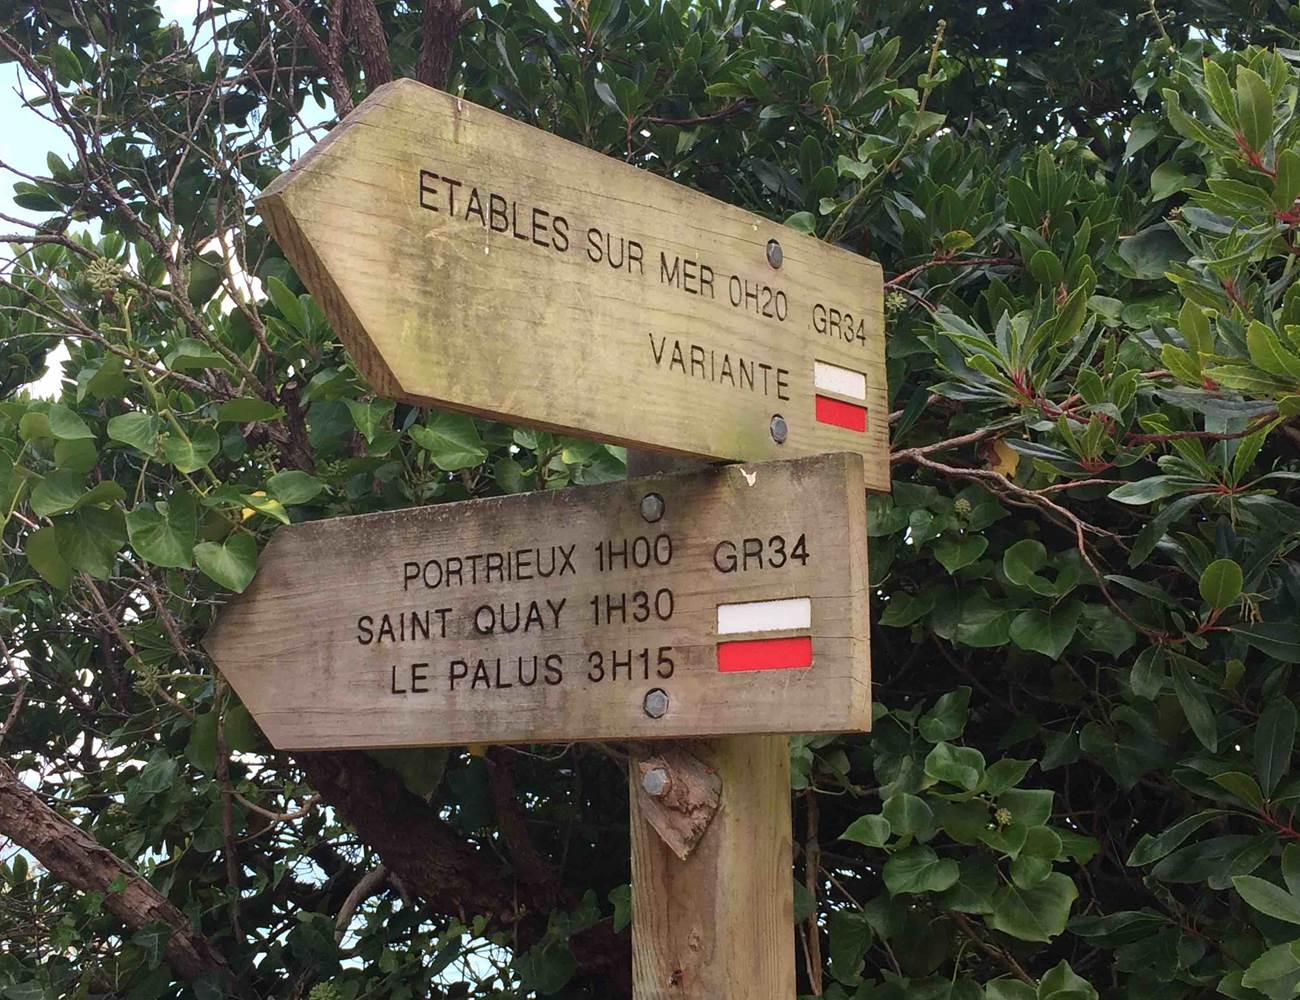 ETABLES SUR MER 0H20 GR34
VARIANTE
PORTRIEUX 1H00 GR34
SAINT QUAY 1H30
LE PALUS 3H15